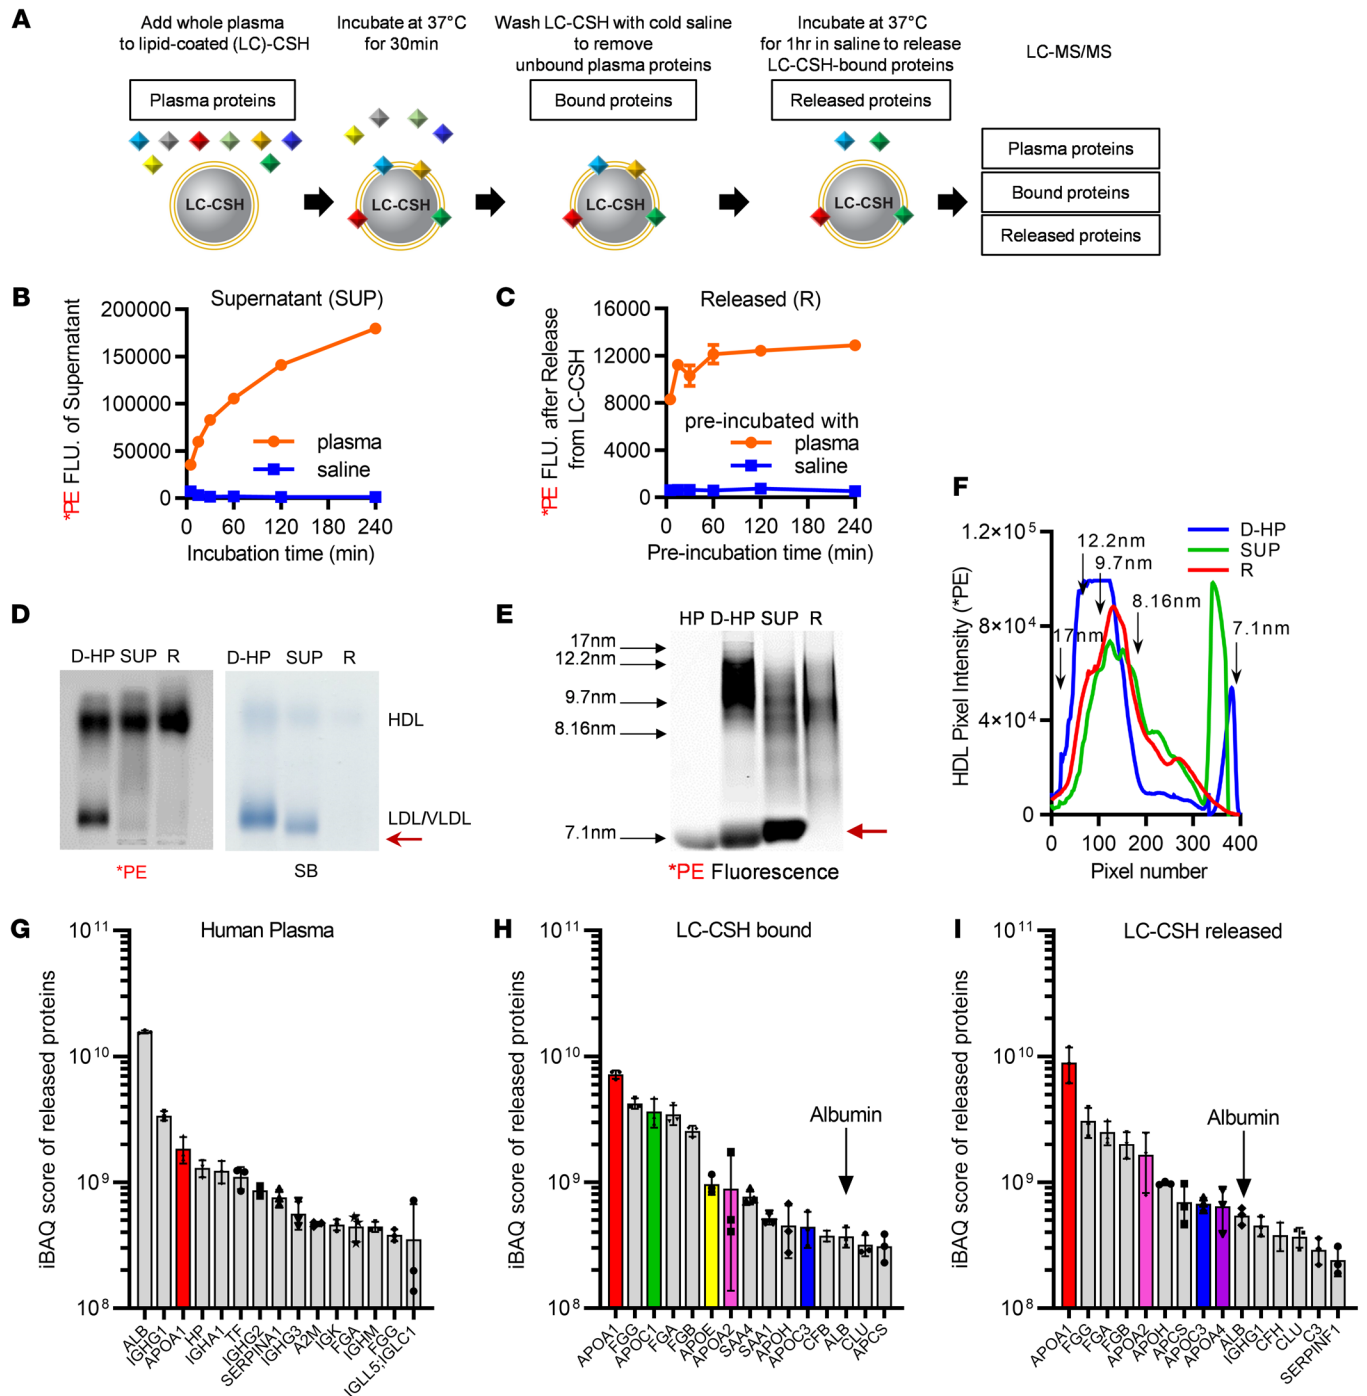 A
Add whole plasma
to lipid-coated (LC)-CSH
Incubate at 37°C
for 30min
Wash LC-CSH with cold saline
to remove
unbound plasma proteins
Incubate at 37°C
for 1hr in saline to release
LC-CSH-bound proteins
LC-MS/MS
Plasma proteins
Bound proteins
Released proteins
LC-CSH
LC-CSH
LC-CSH
LC-CSH
Plasma proteins
Bound proteins
Released proteins
B
Supernatant (SUP)
*PE FLU. of Supernatant
200000
150000
100000
50000
0
plasma
saline
0 60 120 180 240
Incubation time (min)
C
Released (R)
*PE FLU. after Release
from LC-CSH
16000
12000
8000
4000
0
pre-incubated with
plasma
saline
0 60 120 180 240
Pre-incubation time (min)
D
D-HP SUP R
D-HP SUP R
HDL
LDL/VLDL
*PE
SB
E
HP D-HP SUP R
17nm
12.2nm
9.7nm
8.16nm
7.1nm
*PE Fluorescence
F
HDL Pixel Intensity (*PE)
1.2×10⁵
8×10⁴
4×10⁴
0
D-HP
SUP
R
12.2nm
9.7nm
17nm
8.16nm
7.1nm
0 100 200 300 400
Pixel number
G
Human Plasma
iBAQ score of released proteins
10¹¹
10¹⁰
10⁹
10⁸
ALB
IGHG1
APOA1
HP
IGHA1
TF
IGHG2
SERPINA1
IGHG3
A2M
IGK
FGA
IGHM
FGG
IGLL5;IGLC1
H
LC-CSH bound
iBAQ score of released proteins
10¹¹
10¹⁰
10⁹
10⁸
Albumin
APOA1
FGG
APOC1
FGA
FGB
APOE
APOA2
SAA4
SAA1
APOH
APOC3
CFB
ALB
CLU
APCS
I
LC-CSH released
iBAQ score of released proteins
10¹¹
10¹⁰
10⁹
10⁸
Albumin
APOA1
FGG
FGA
FGB
APOA2
APOH
APCS
APOC3
APOA4
ALB
IGHG1
CFH
CLU
C3
SERPINF1